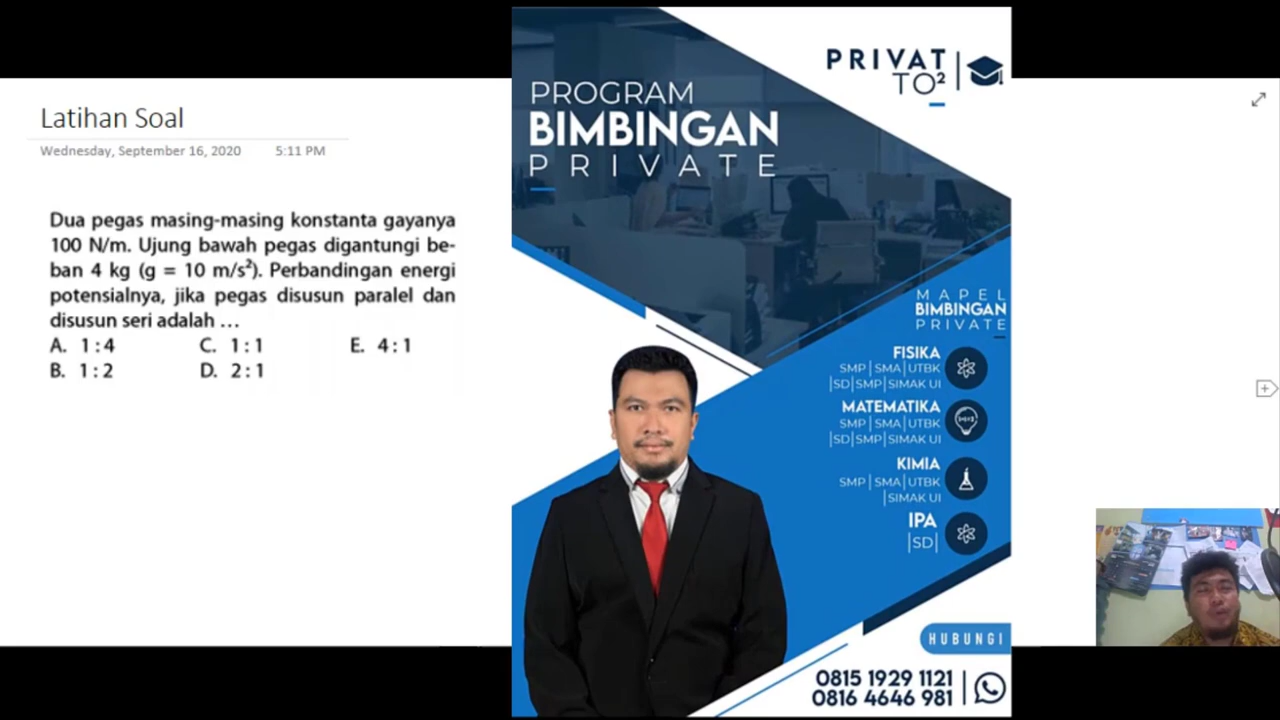 Latihan Soal
Wednesday, September 16, 2020 5:11 PM
Dua pegas masing-masing konstanta gayanya
100 N/m. Ujung bawah pegas digantungi be-
ban 4 kg (g = 10 m/s²). Perbandingan energi
potensialnya, jika pegas disusun paralel dan
disusun seri adalah ...
A. 1 : 4 C. 1 : 1 E. 4 : 1
B. 1 : 2 D. 2 : 1
PROGRAM
BIMBINGAN
PRIVATE
PRIVAT
TO²
MAPEL
BIMBINGAN
PRIVATE
FISIKA
SMP|SMA|UTBK
|SD|SMP|SIMAK UI
MATEMATIKA
SMP|SMA|UTBK
|SD|SMP|SIMAK UI
KIMIA
SMP|SMA|UTBK
|SIMAK UI
IPA
|SD|
HUBUNGI
0815 1929 1121
0816 4646 981